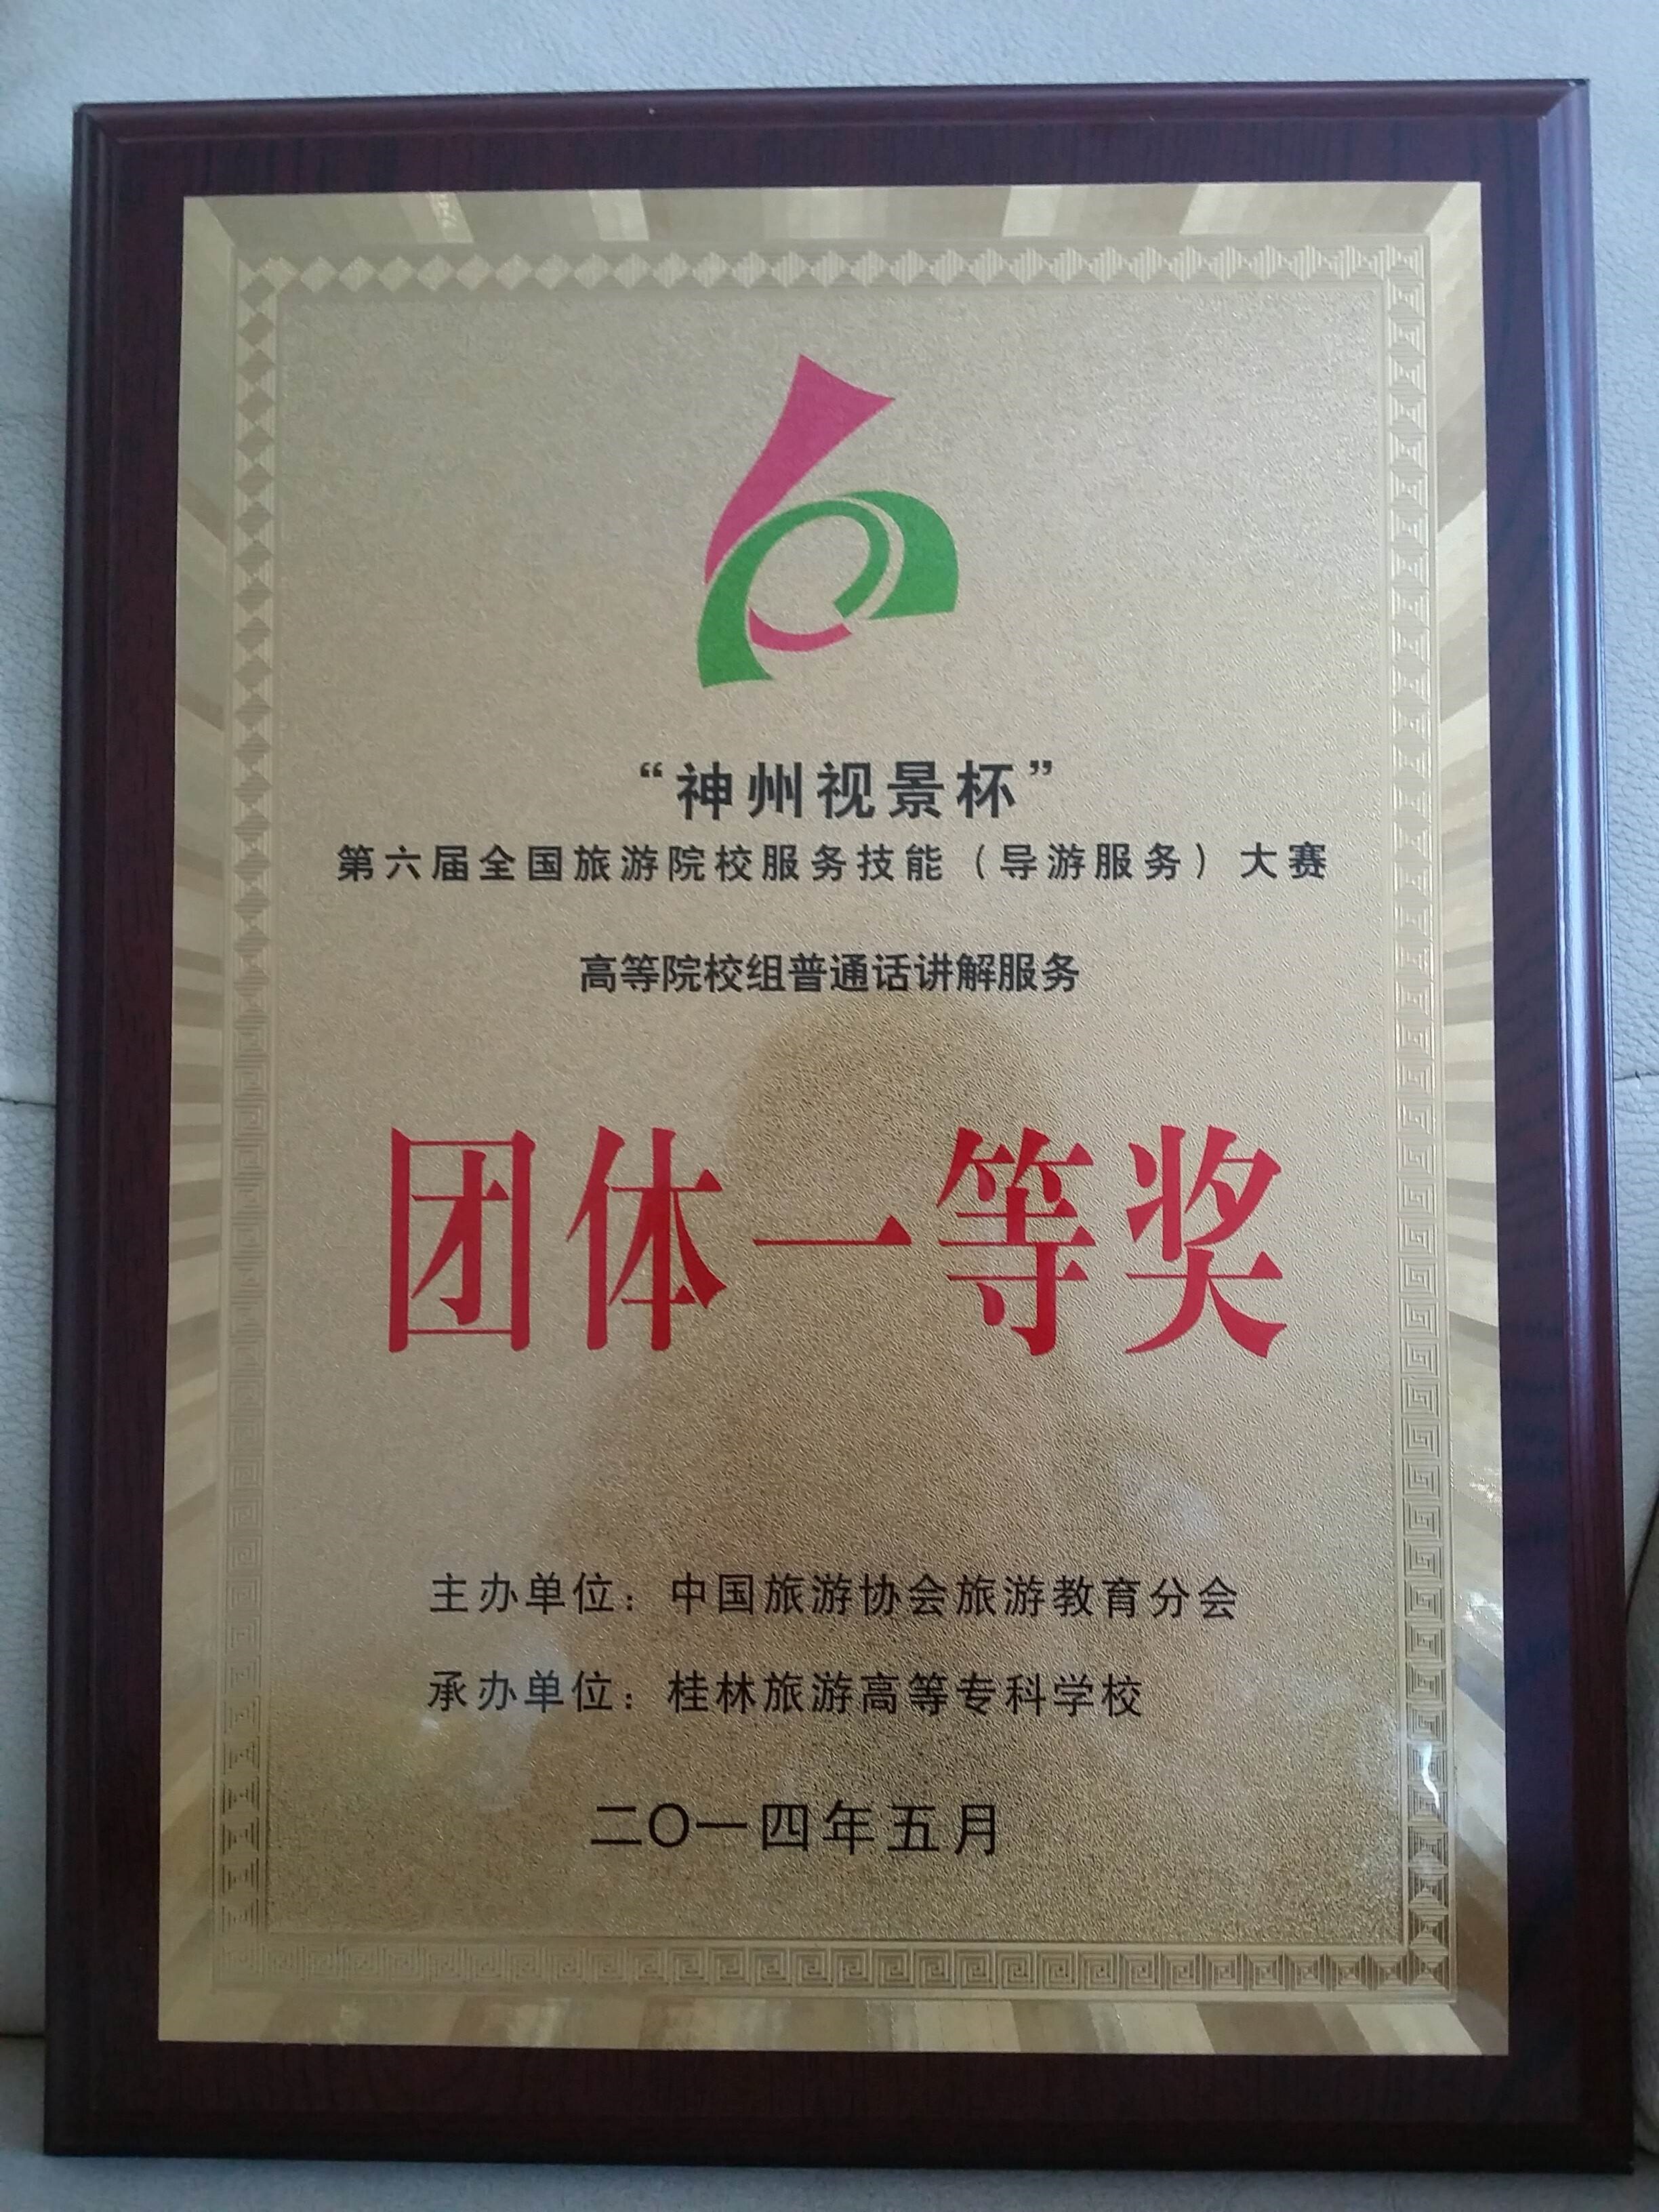 “神州视景杯”
第六届全国旅游院校服务技能（导游服务）大赛
高等院校组普通话讲解服务
团体一等奖
主办单位：中国旅游协会旅游教育分会
承办单位：桂林旅游高等专科学校
二〇一四年五月